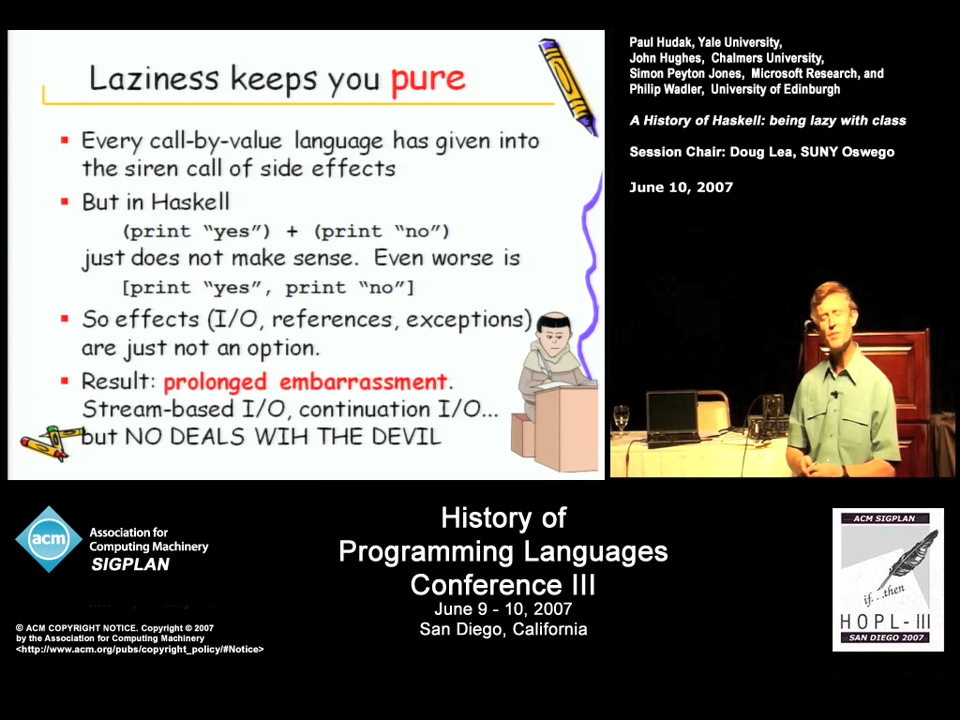 Laziness keeps you pure
Every call-by-value language has given into
the siren call of side effects
But in Haskell
(print “yes”) + (print “no”)
just does not make sense. Even worse is
[print “yes”, print “no”]
So effects (I/O, references, exceptions)
are just not an option.
Result: prolonged embarrassment.
Stream-based I/O, continuation I/O...
but NO DEALS WIH THE DEVIL
Paul Hudak, Yale University,
John Hughes, Chalmers University,
Simon Peyton Jones, Microsoft Research, and
Philip Wadler, University of Edinburgh
A History of Haskell: being lazy with class
Session Chair: Doug Lea, SUNY Oswego
June 10, 2007
acm
Association for
Computing Machinery
SIGPLAN
© ACM COPYRIGHT NOTICE. Copyright © 2007
by the Association for Computing Machinery
<http://www.acm.org/pubs/copyright_policy/#Notice>
History of
Programming Languages
Conference III
June 9 - 10, 2007
San Diego, California
ACM SIGPLAN
if...then
HOPL-III
SAN DIEGO 2007